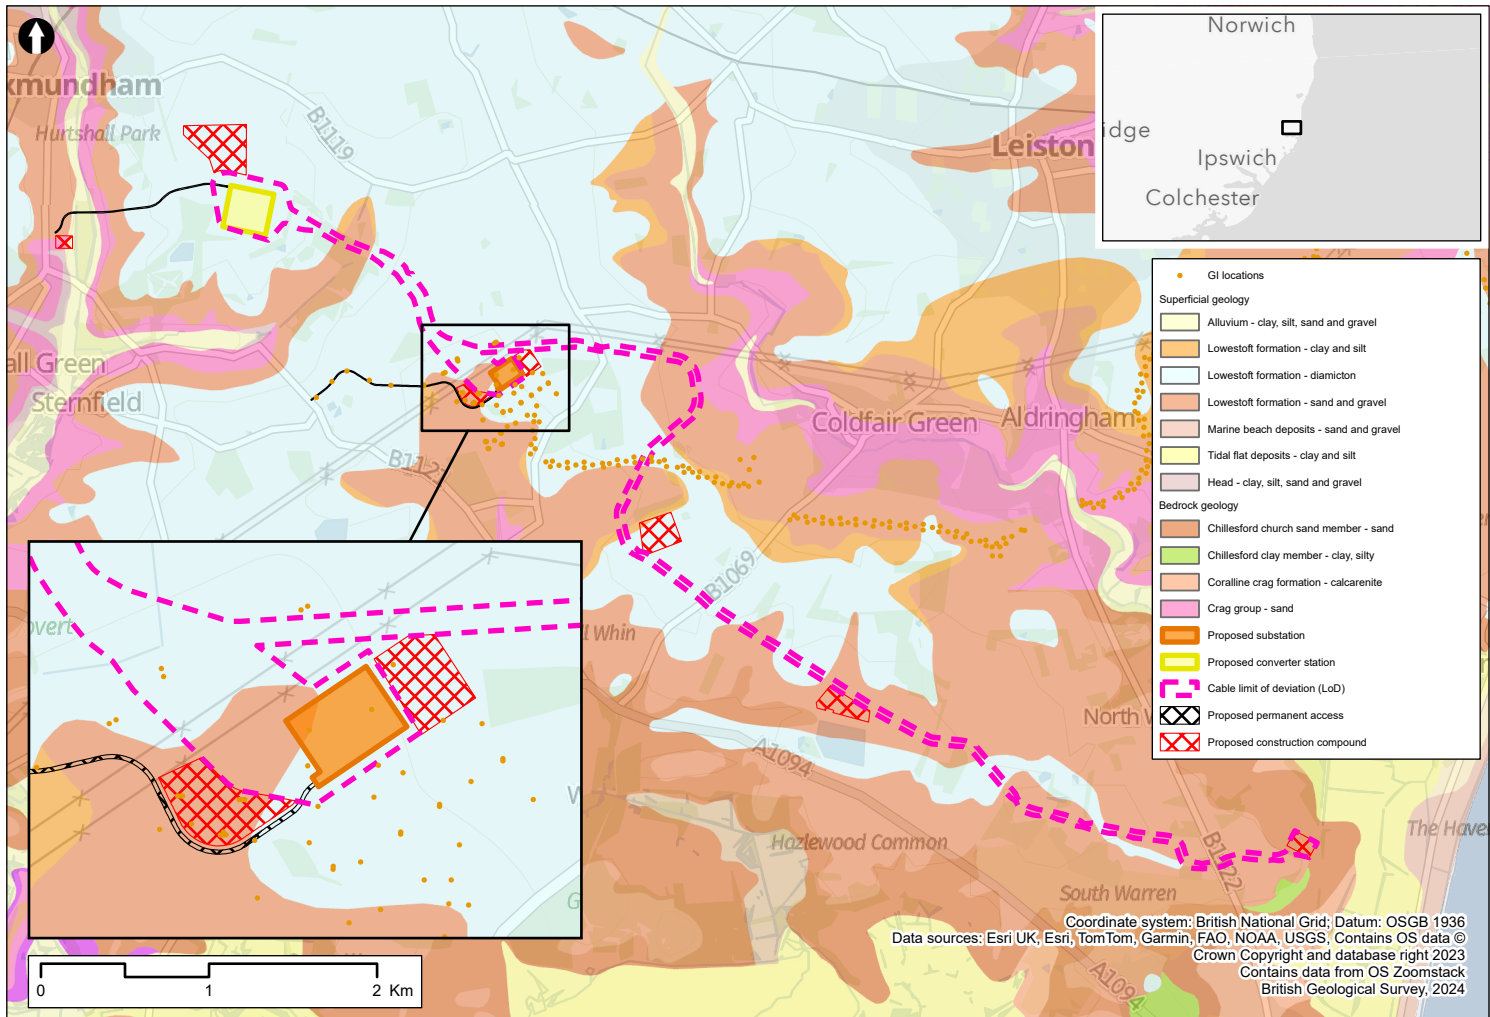 xmundham
Hurtshall Park
B1119
Leiston
Norwich
idge
Ipswich
Colchester
all Green
Sternfield
B112
Coldfair Green
Aldringham
B1069
overt
l Whin
W
G
A1094
North W
Hazlewood Common
South Warren
B1122
The Haven
A1094
GI locations
Superficial geology
Alluvium - clay, silt, sand and gravel
Lowestoft formation - clay and silt
Lowestoft formation - diamicton
Lowestoft formation - sand and gravel
Marine beach deposits - sand and gravel
Tidal flat deposits - clay and silt
Head - clay, silt, sand and gravel
Bedrock geology
Chillesford church sand member - sand
Chillesford clay member - clay, silty
Coralline crag formation - calcarenite
Crag group - sand
Proposed substation
Proposed converter station
Cable limit of deviation (LoD)
Proposed permanent access
Proposed construction compound
0 1 2 Km
Coordinate system: British National Grid; Datum: OSGB 1936
Data sources: Esri UK, Esri, TomTom, Garmin, FAO, NOAA, USGS, Contains OS data ©
Crown Copyright and database right 2023
Contains data from OS Zoomstack
British Geological Survey, 2024